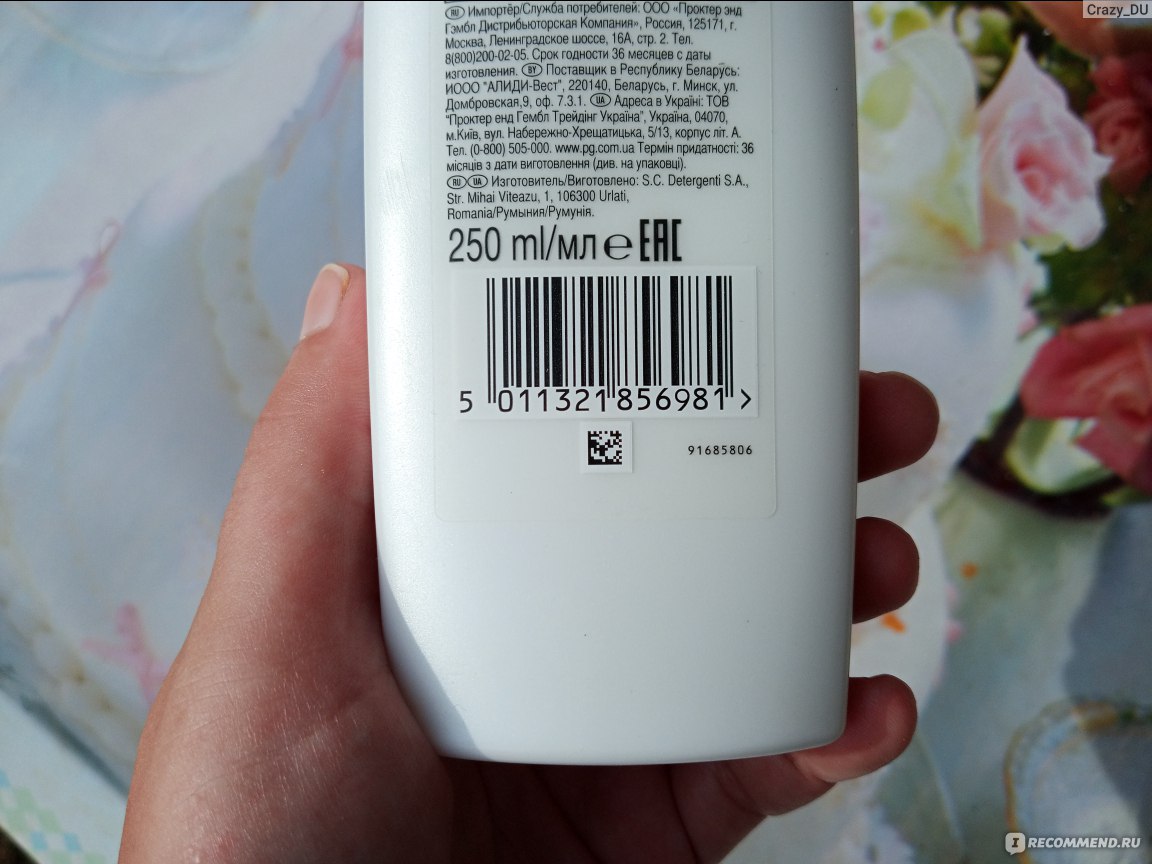 Crazy_DU
RU Импортёр/Служба потребителей: ООО «Проктер энд
Гэмбл Дистрибьюторская Компания», Россия, 125171, г.
Москва, Ленинградское шоссе, 16А, стр. 2. Тел.
8(800)200-02-05. Срок годности 36 месяцев с даты
изготовления. BY Поставщик в Республику Беларусь:
ИООО "АЛИДИ-Вест", 220140, Беларусь, г. Минск, ул.
Домбровская,9, оф. 7.3.1. UA Адреса в Україні: ТОВ
"Проктер енд Гембл Трейдінг Україна", Україна, 04070,
м.Київ, вул. Набережно-Хрещатицька, 5/13, корпус літ. А.
Тел. (0-800) 505-000. www.pg.com.ua Термін придатності: 36
місяців з дати виготовлення (див. на упаковці).
RU UA Изготовитель/Виготовлено: S.C. Detergenti S.A.,
Str. Mihai Viteazu, 1, 106300 Urlati,
Romania/Румыния/Румунія.
250 ml/мл e EAC
5 011321 856981 >
91685806
I RECOMMEND.RU